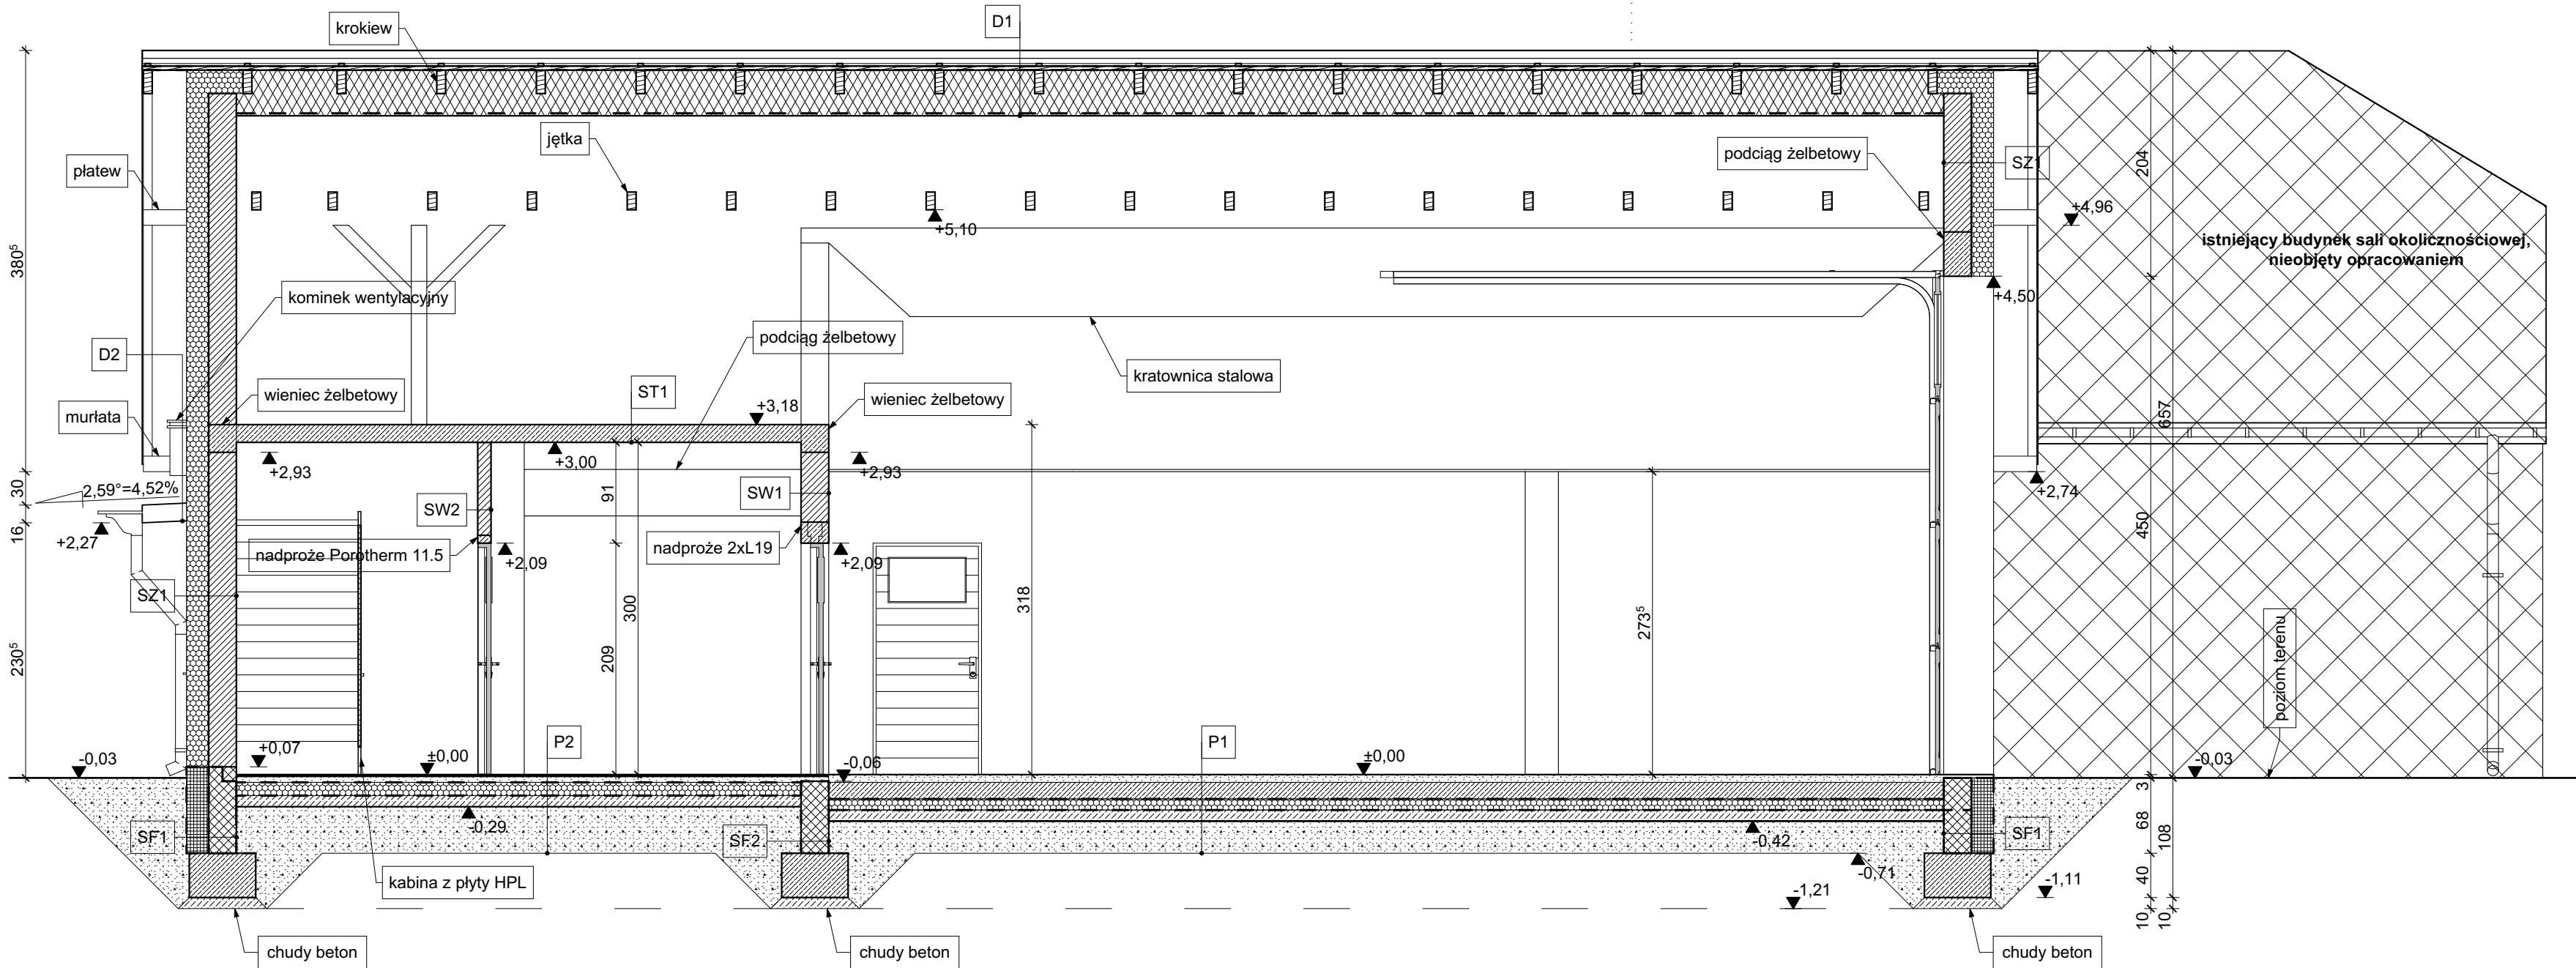 D1
krokiew
jętka
podciąg żelbetowy
SZ1
204
płatew
+4,96
+5,10
istniejący budynek sali okolicznościowej,
nieobjęty opracowaniem
380⁵
kominek wentylacyjny
+4,50
podciąg żelbetowy
D2
kratownica stalowa
wieniec żelbetowy
ST1
+3,18
wieniec żelbetowy
murłata
657
+2,93
+3,00
+2,93
+2,74
30
2,59°=4,52%
91
SW1
SW2
450
16
+2,27
nadproże Porotherm 11.5
nadproże 2xL19
+2,09
+2,09
SZ1
300
318
273⁵
230⁵
209
poziom terenu
P2
P1
-0,03
+0,07
±0,00
-0,06
±0,00
-0,03
3
SF1
-0,29
SF2
-0,42
SF1
68
108
kabina z płyty HPL
-0,71
-1,21
-1,11
40
10
10
chudy beton
chudy beton
chudy beton